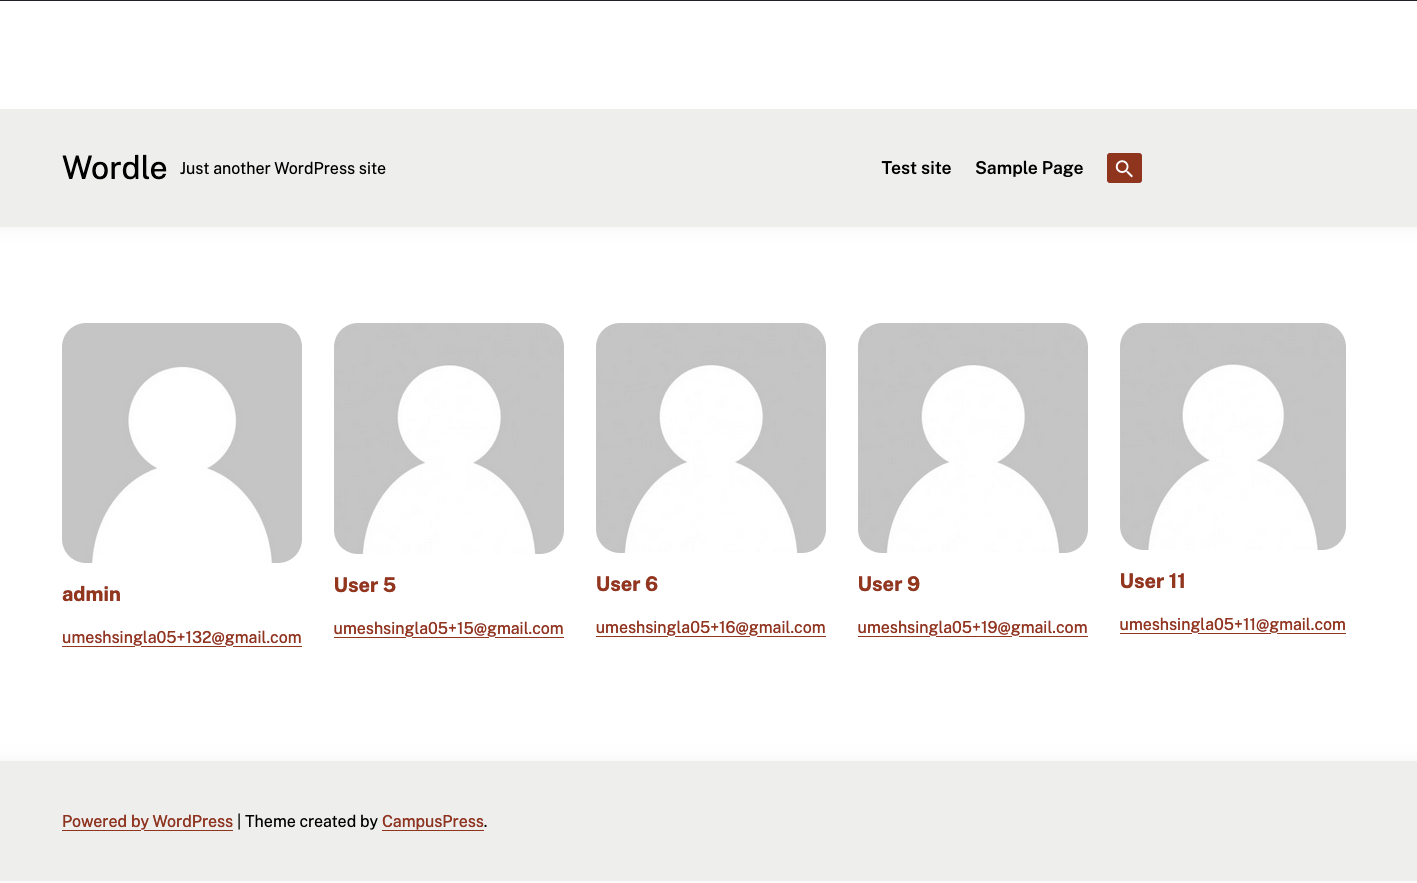 Wordle Just another WordPress site
Test site Sample Page
admin
umeshsingla05+132@gmail.com
User 5
umeshsingla05+15@gmail.com
User 6
umeshsingla05+16@gmail.com
User 9
umeshsingla05+19@gmail.com
User 11
umeshsingla05+11@gmail.com
Powered by WordPress | Theme created by CampusPress.